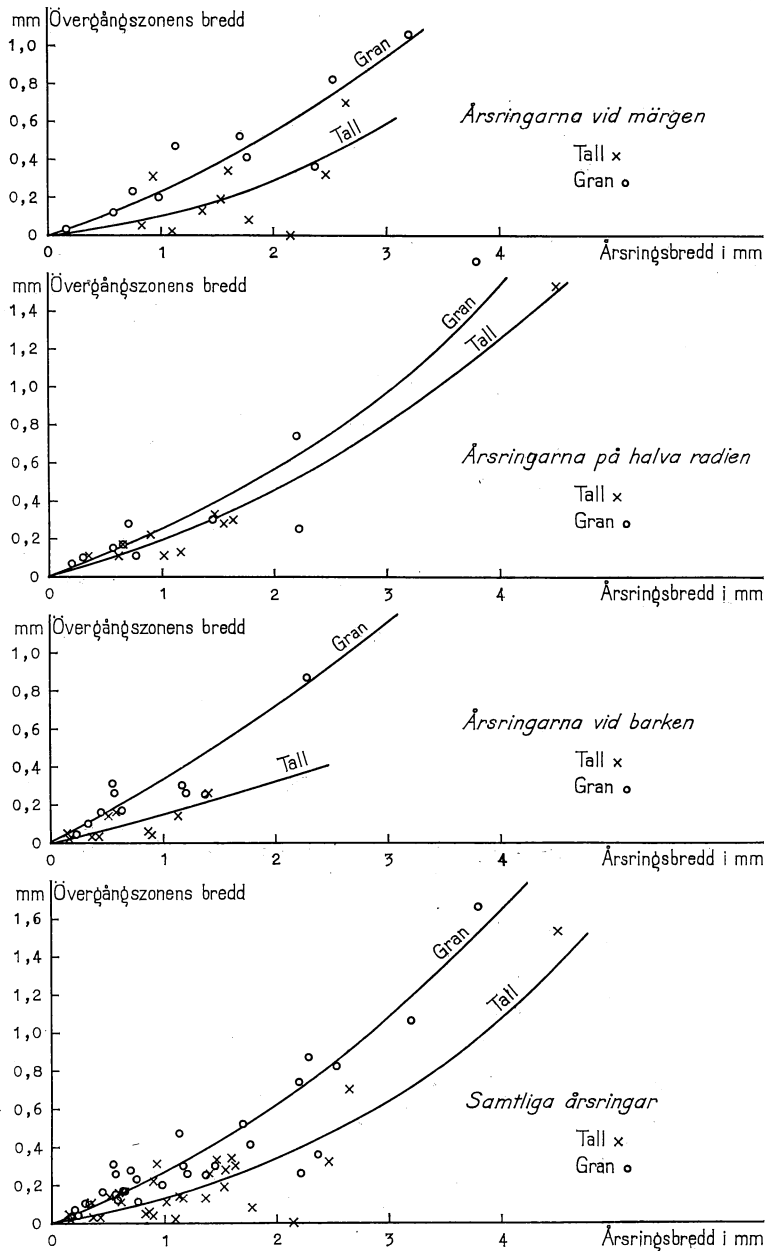 mm Övergångszonens bredd
1,0
Gran
0,8
0,6
Tall
Årsringarna vid märgen
0,4
Tall ×
Gran o
0,2
0
1 2 3 4 Årsringsbredd i mm
mm Övergångszonens bredd
1,4
Gran
Tall
1,2
1,0
0,8
Årsringarna på halva radien
0,6
Tall ×
0,4
Gran o
0,2
0
1 2 3 4 Årsringsbredd i mm
mm Övergångszonens bredd
Gran
1,0
0,8
Årsringarna vid barken
0,6
Tall
Tall ×
0,4
Gran o
0,2
0
1 2 3 4 Årsringsbredd i mm
mm Övergångszonens bredd
1,6
Gran
1,4
1,2
Tall
1,0
0,8
0,6
Samtliga årsringar
0,4
Tall ×
Gran o
0,2
0
1 2 3 4 Årsringsbredd i mm